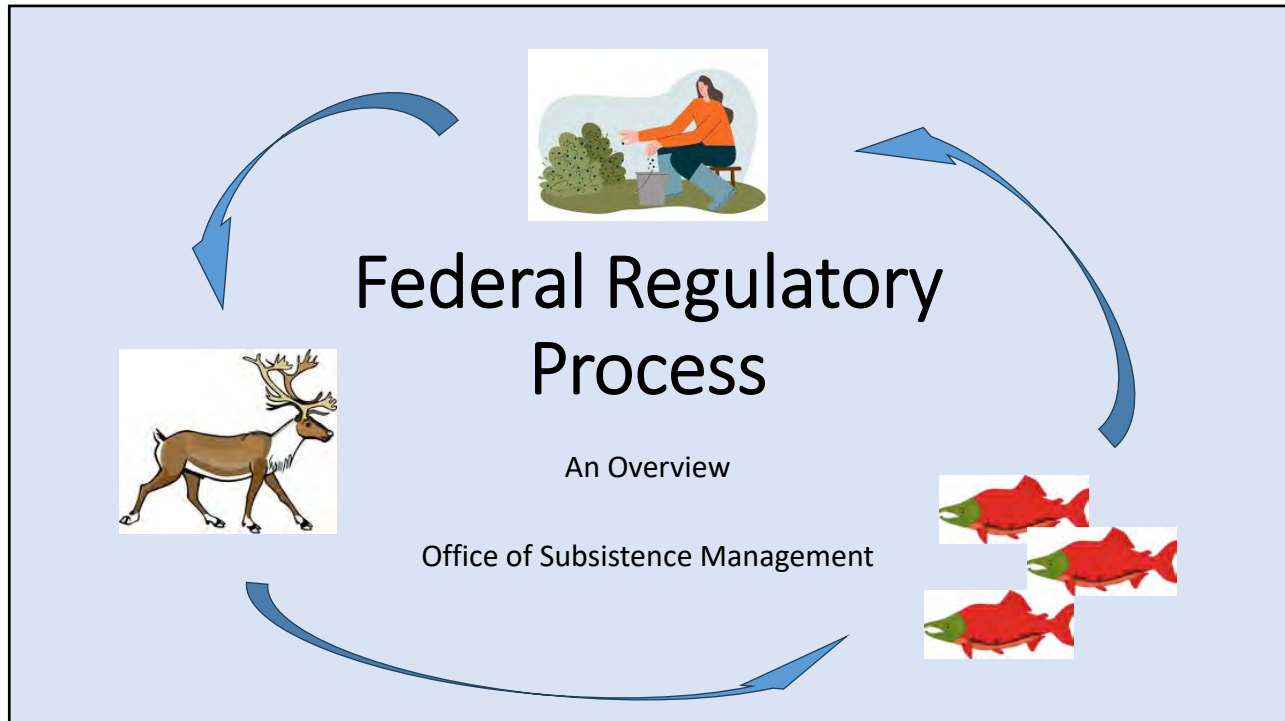 Federal Regulatory
Process
An Overview
Office of Subsistence Management